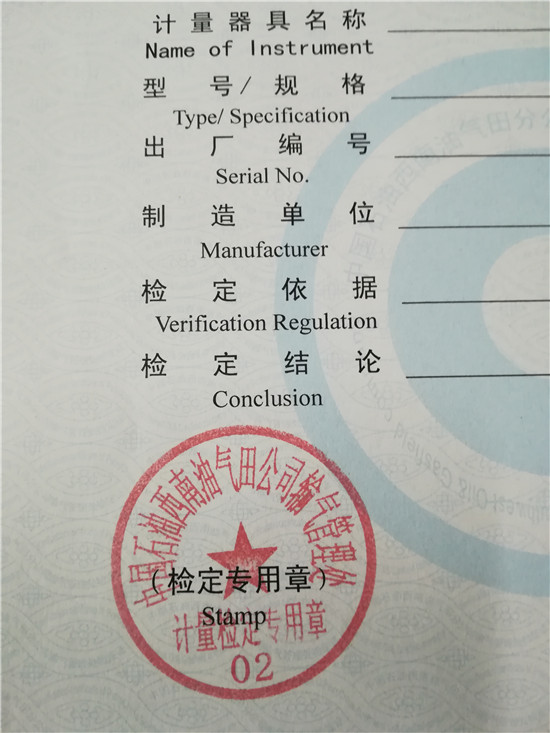 计量器具名称
Name of Instrument
型号/规格
Type/ Specification
出厂编号
Serial No.
制造单位
Manufacturer
检定依据
Verification Regulation
检定结论
Conclusion
中国石油西南油气田公司输气管理处
(检定专用章)
Stamp
计量检定专用章
02